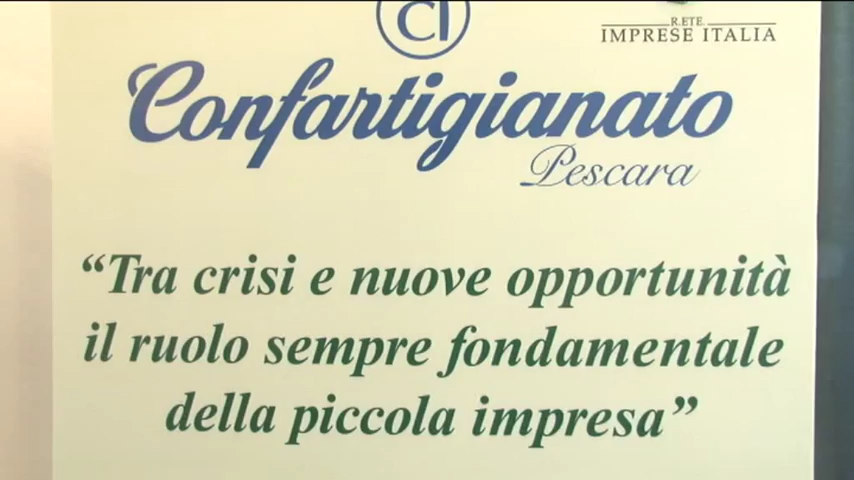 CI
R.ETE.
IMPRESE ITALIA
Confartigianato
Pescara
“Tra crisi e nuove opportunità
il ruolo sempre fondamentale
della piccola impresa”